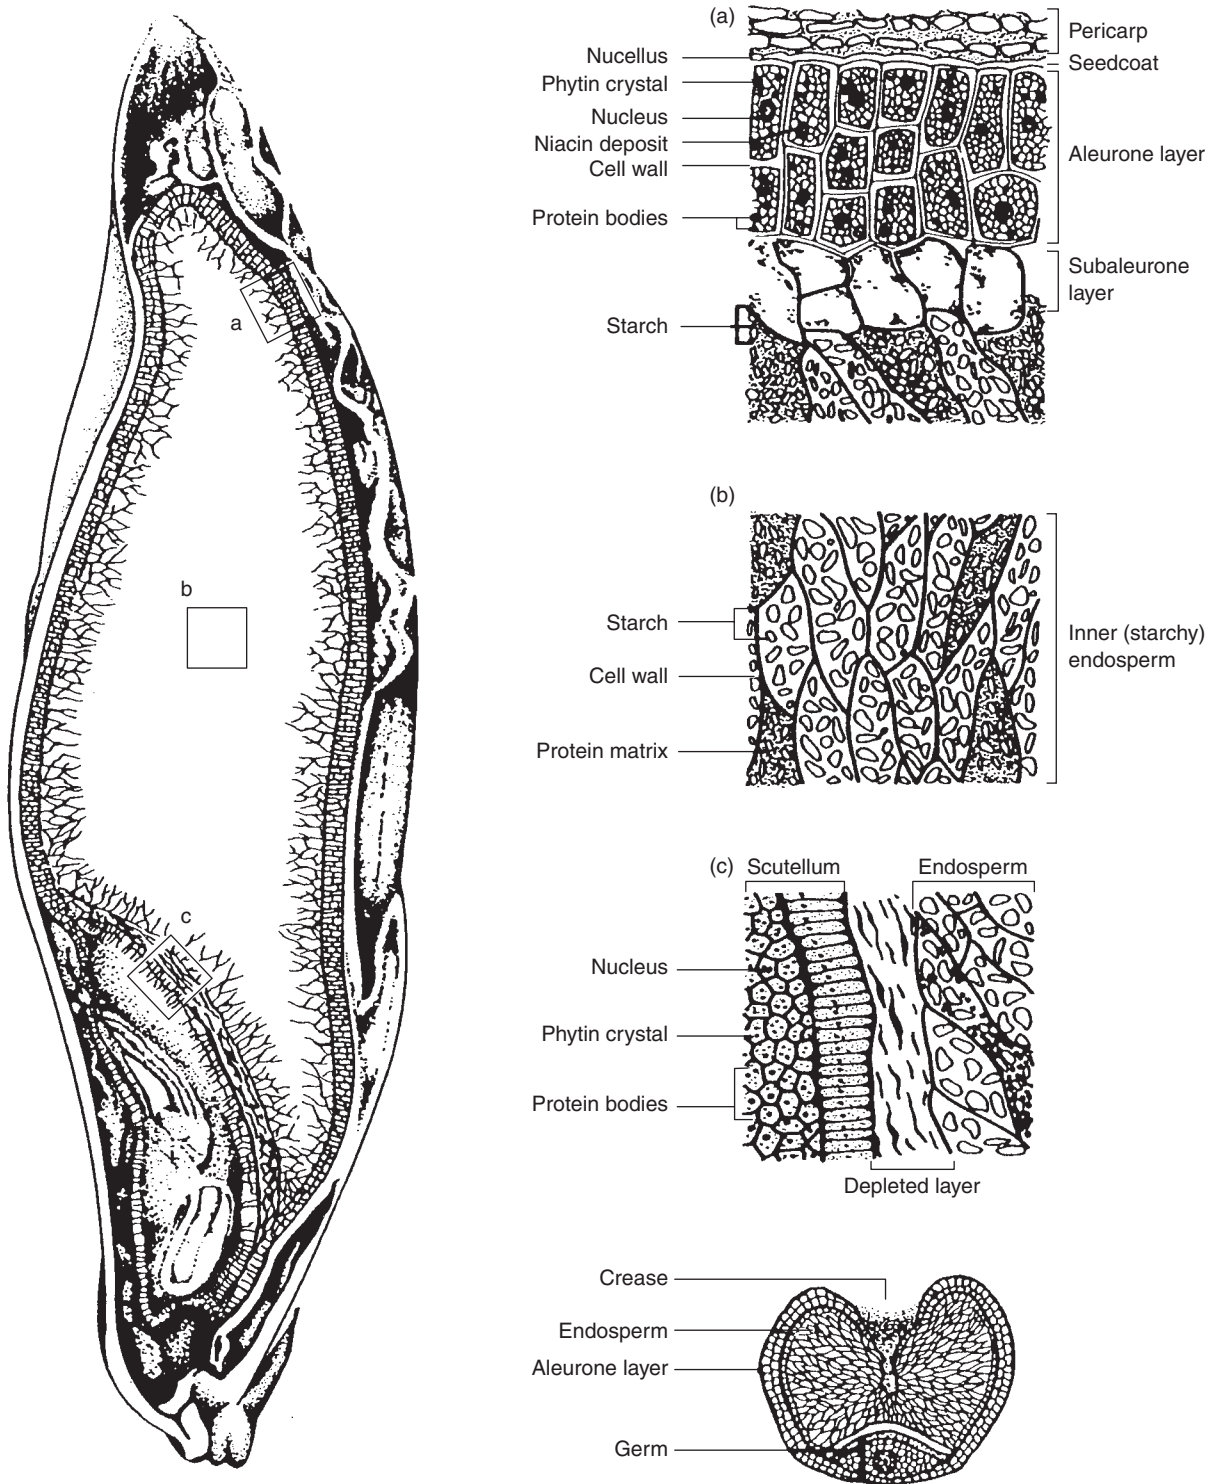 (a)
Pericarp
Nucellus
Seedcoat
Phytin crystal
Nucleus
Niacin deposit
Aleurone layer
Cell wall
Protein bodies
Subaleurone
layer
Starch
a
(b)
b
Starch
Inner (starchy)
endosperm
Cell wall
Protein matrix
(c)
Scutellum
Endosperm
c
Nucleus
Phytin crystal
Protein bodies
Depleted layer
Crease
Endosperm
Aleurone layer
Germ